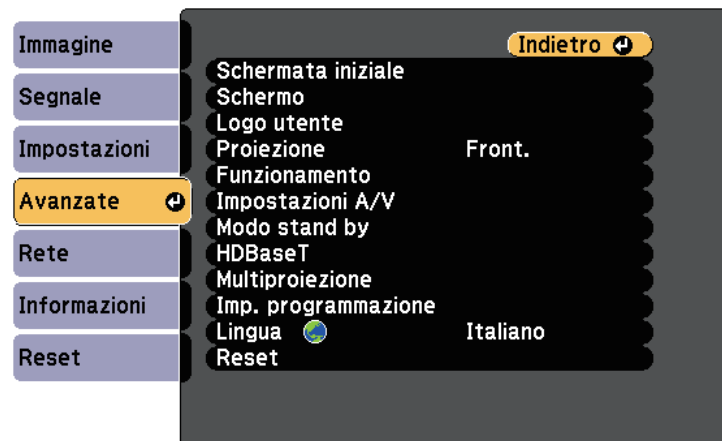 Immagine
Segnale
Impostazioni
Avanzate
Rete
Informazioni
Reset
Indietro
Schermata iniziale
Schermo
Logo utente
Proiezione Front.
Funzionamento
Impostazioni A/V
Modo stand by
HDBaseT
Multiproiezione
Imp. programmazione
Lingua Italiano
Reset